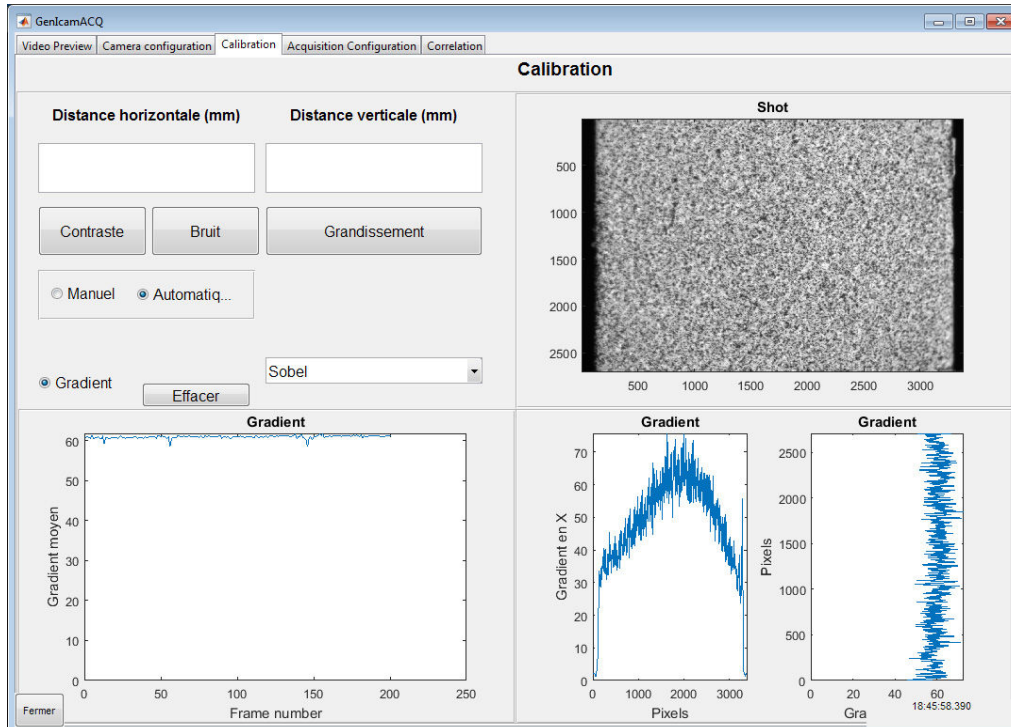 GenIcamACQ
Video Preview Camera configuration Calibration Acquisition Configuration Correlation
Calibration
Distance horizontale (mm) Distance verticale (mm)
Contraste Bruit Grandissement
Manuel Automatiq...
Gradient Effacer Sobel
Shot
500
1000
1500
2000
2500
500 1000 1500 2000 2500 3000
Gradient
Gradient moyen
60
50
40
30
20
10
0
0 50 100 150 200 250
Frame number
Fermer
Gradient
Gradient en X
70
60
50
40
30
20
10
0
0 1000 2000 3000
Pixels
Gradient
0 20 40 60
Pixels
2500
2000
1500
1000
500
0
0 20 40 60
Gra
18:45:58.390